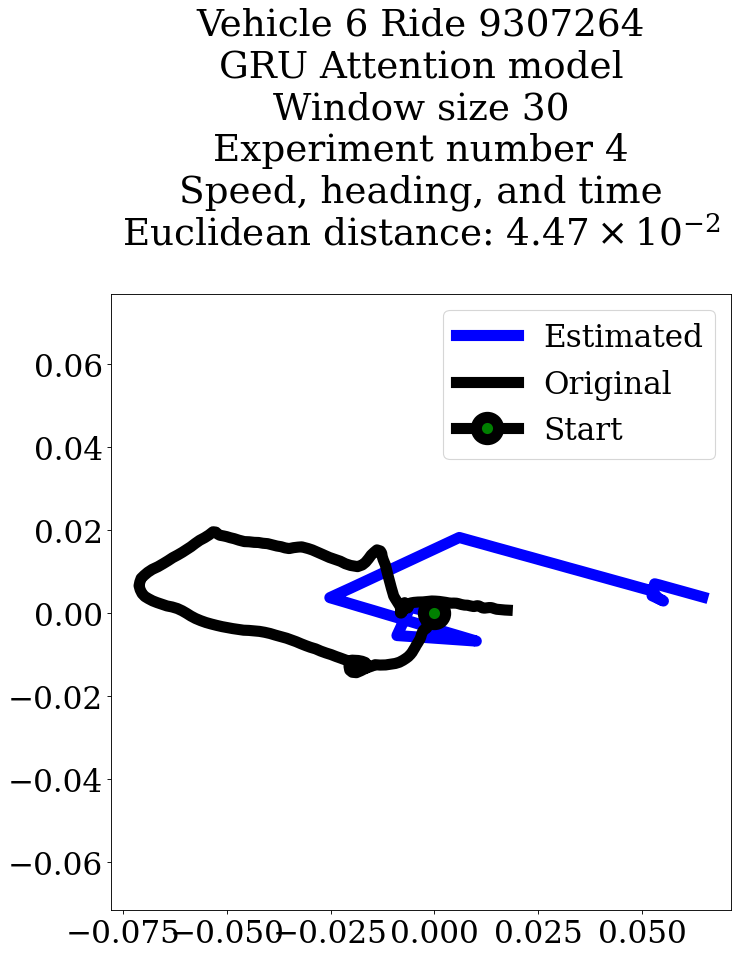 Vehicle 6 Ride 9307264
GRU Attention model
Window size 30
Experiment number 4
Speed, heading, and time
Euclidean distance: 4.47 × 10⁻²
Estimated
Original
Start
0.06
0.04
0.02
0.00
−0.02
−0.04
−0.06
−0.075 −0.050 −0.025 0.000 0.025 0.050